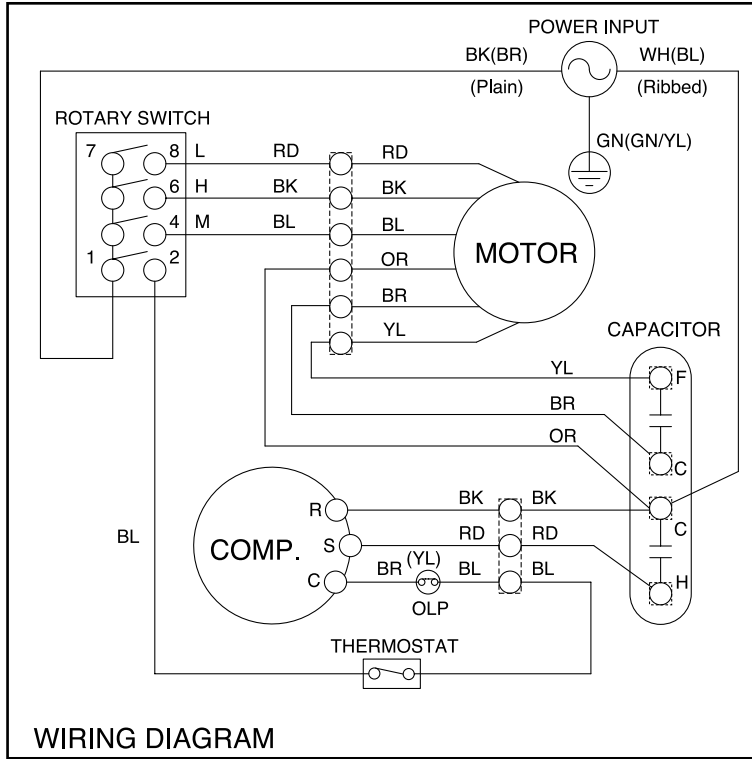 POWER INPUT
BK(BR) WH(BL)
(Plain) (Ribbed)
GN(GN/YL)
ROTARY SWITCH
7 8 L RD RD
6 H BK BK
4 M BL BL
1 2 OR
BR
YL
MOTOR
CAPACITOR
YL F
BR
OR C
R BK BK C
BL COMP. S RD RD
C BR (YL) BL BL H
OLP
THERMOSTAT
WIRING DIAGRAM